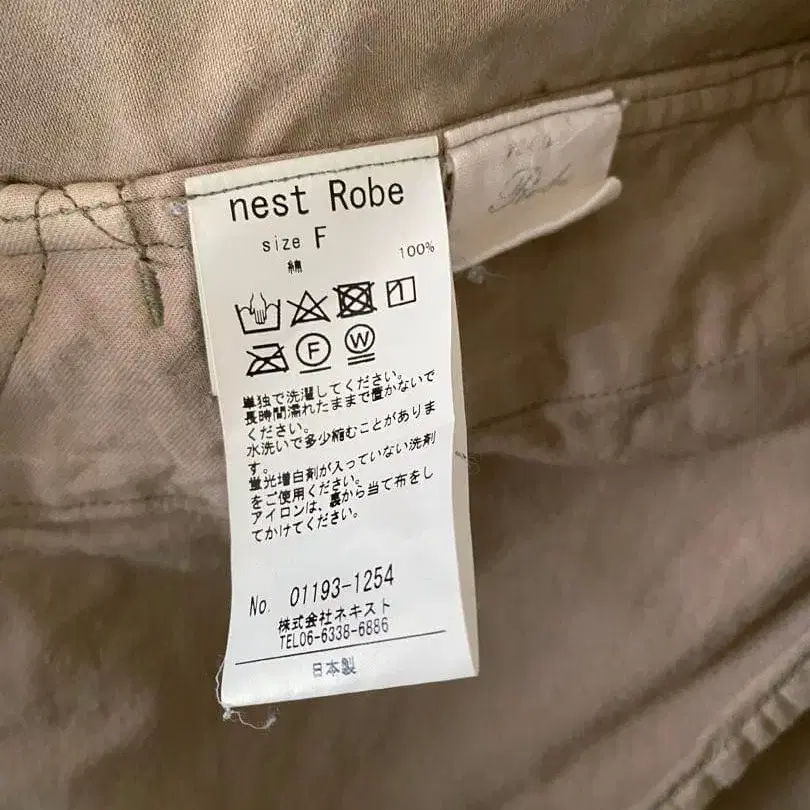 nest Robe
size F
綿 100%
F W
単独で洗濯してください。
長時間濡れたままで置かないで
ください。
水洗いで多少縮むことがありま
す。
蛍光増白剤が入っていない洗剤
をご使用ください。
アイロンは、裏から当て布をし
てかけてください。
No. 01193-1254
株式会社ネキスト
TEL06-6338-6886
日本製
Robe